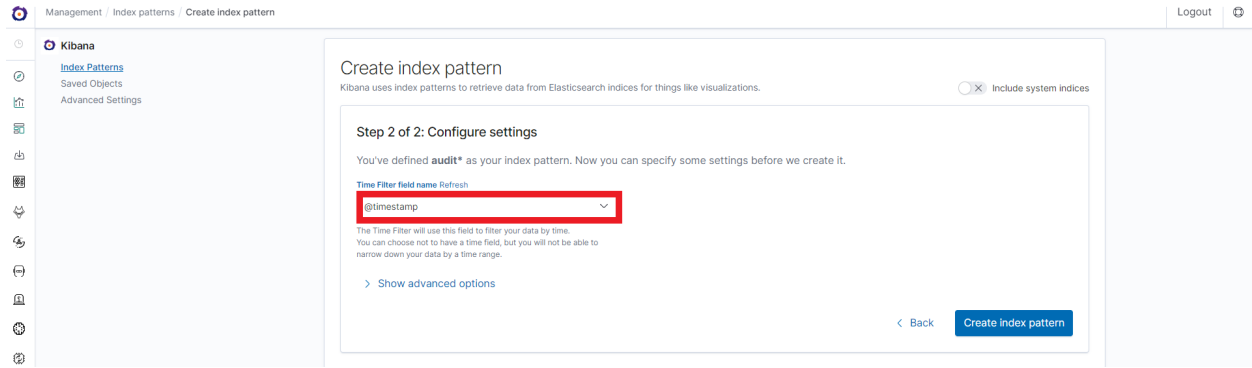 Management / Index patterns / Create index pattern
Logout
Kibana
Index Patterns
Saved Objects
Advanced Settings
Create index pattern
Kibana uses index patterns to retrieve data from Elasticsearch indices for things like visualizations.
Include system indices
Step 2 of 2: Configure settings
You've defined audit* as your index pattern. Now you can specify some settings before we create it.
Time Filter field name Refresh
@timestamp
The Time Filter will use this field to filter your data by time.
You can choose not to have a time field, but you will not be able to
narrow down your data by a time range.
Show advanced options
Back
Create index pattern